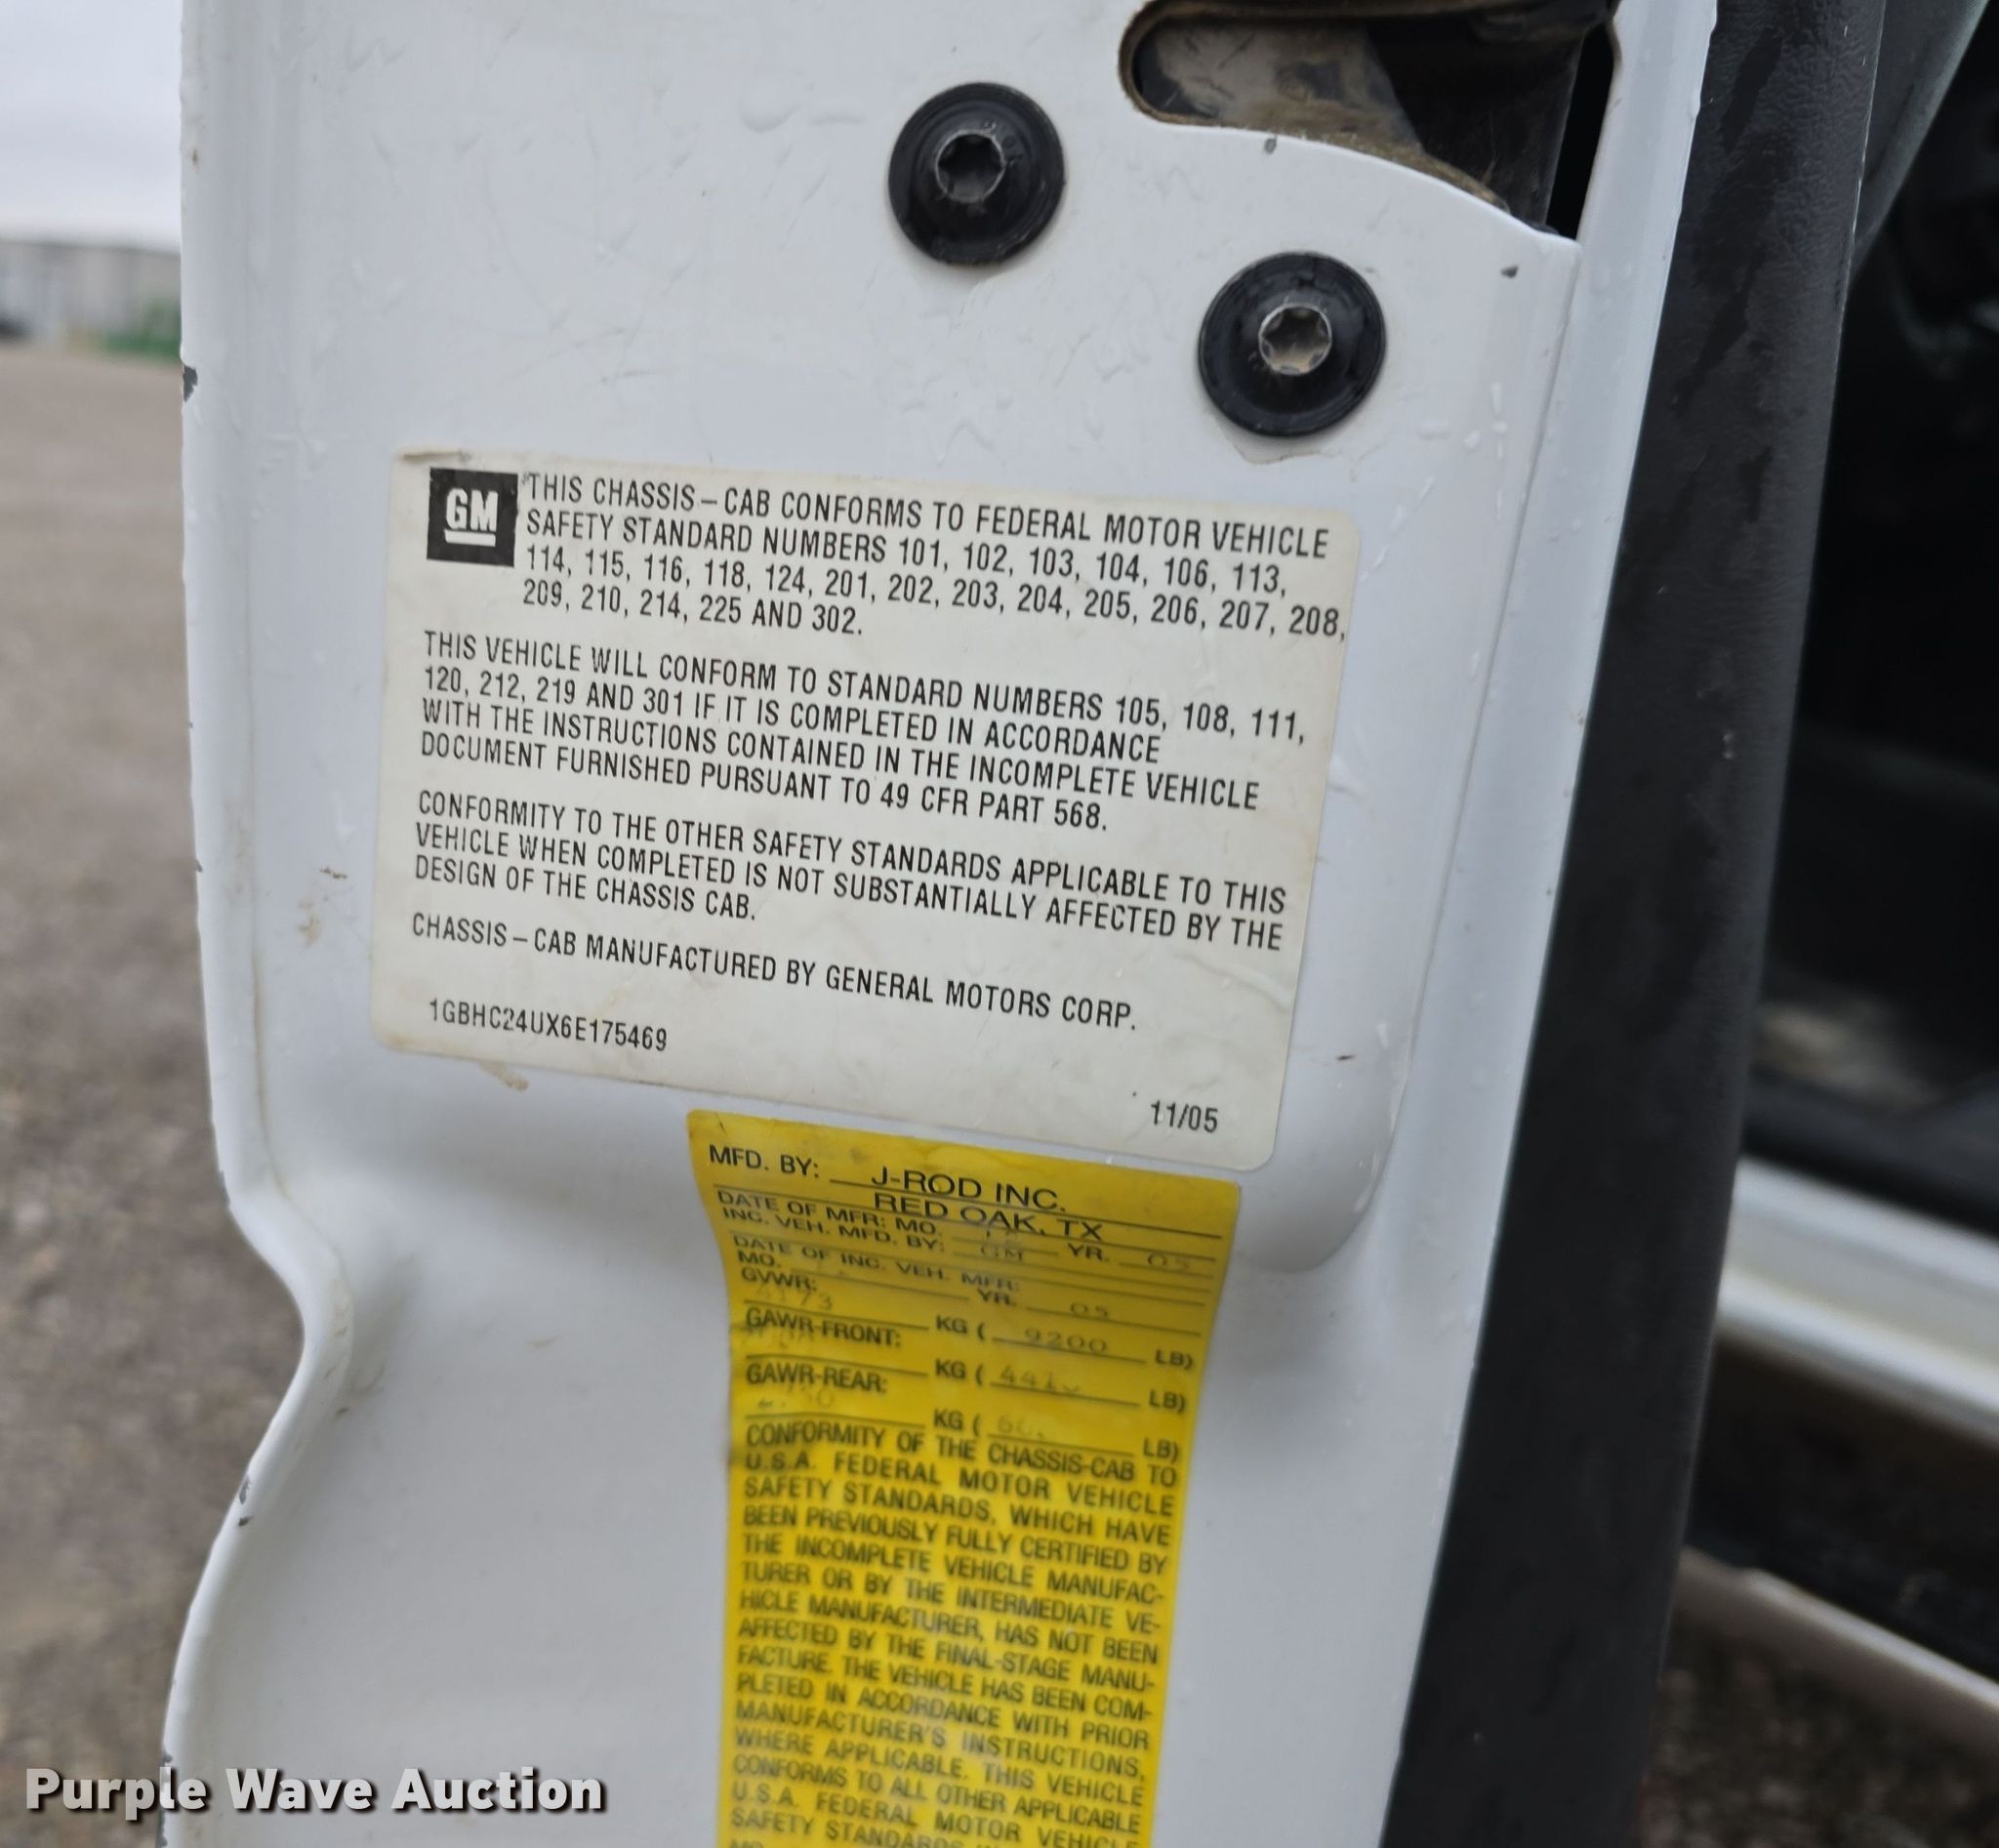 GM
THIS CHASSIS–CAB CONFORMS TO FEDERAL MOTOR VEHICLE
SAFETY STANDARD NUMBERS 101, 102, 103, 104, 106, 113,
114, 115, 116, 118, 124, 201, 202, 203, 204, 205, 206, 207, 208,
209, 210, 214, 225 AND 302.
THIS VEHICLE WILL CONFORM TO STANDARD NUMBERS 105, 108, 111,
120, 212, 219 AND 301 IF IT IS COMPLETED IN ACCORDANCE
WITH THE INSTRUCTIONS CONTAINED IN THE INCOMPLETE VEHICLE
DOCUMENT FURNISHED PURSUANT TO 49 CFR PART 568.
CONFORMITY TO THE OTHER SAFETY STANDARDS APPLICABLE TO THIS
VEHICLE WHEN COMPLETED IS NOT SUBSTANTIALLY AFFECTED BY THE
DESIGN OF THE CHASSIS CAB.
CHASSIS–CAB MANUFACTURED BY GENERAL MOTORS CORP.
1GBHC24UX6E175469
11/05
MFD. BY: J-ROD INC.
RED OAK, TX
DATE OF MFR: MO. YR. 05
INC. VEH. MFD. BY: GM
DATE OF INC. VEH. MFR:
MO. YR. 05
GVWR:
4173 KG ( 9200 LB)
GAWR-FRONT:
KG ( LB)
GAWR-REAR:
KG ( LB)
CONFORMITY OF THE CHASSIS-CAB TO
U.S.A. FEDERAL MOTOR VEHICLE
SAFETY STANDARDS, WHICH HAVE
BEEN PREVIOUSLY FULLY CERTIFIED BY
THE INCOMPLETE VEHICLE MANUFAC-
TURER OR BY THE INTERMEDIATE VE-
HICLE MANUFACTURER, HAS NOT BEEN
AFFECTED BY THE FINAL-STAGE MANU-
FACTURE. THE VEHICLE HAS BEEN COM-
PLETED IN ACCORDANCE WITH PRIOR
MANUFACTURER'S INSTRUCTIONS,
WHERE APPLICABLE. THIS VEHICLE
CONFORMS TO ALL OTHER APPLICABLE
U.S.A. FEDERAL MOTOR VEHICLE
SAFETY STANDARDS
Purple Wave Auction